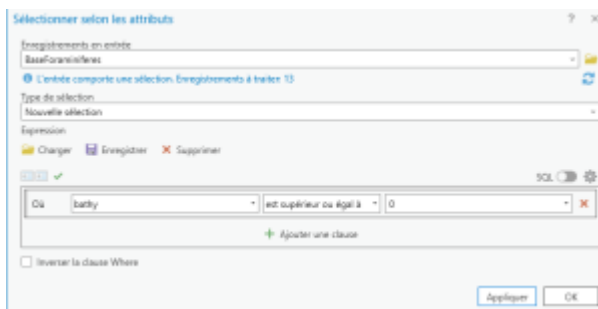 Sélectionner selon les attributs ? ×
Enregistrements en entrée
BaseForaminiferes
L'entrée comporte une sélection. Enregistrements à traiter: 13
Type de sélection
Nouvelle sélection
Expression
Charger Enregistrer Supprimer
SQL
Où bathy est supérieur ou égal à 0
Ajouter une clause
Inverser la clause Where
Appliquer OK